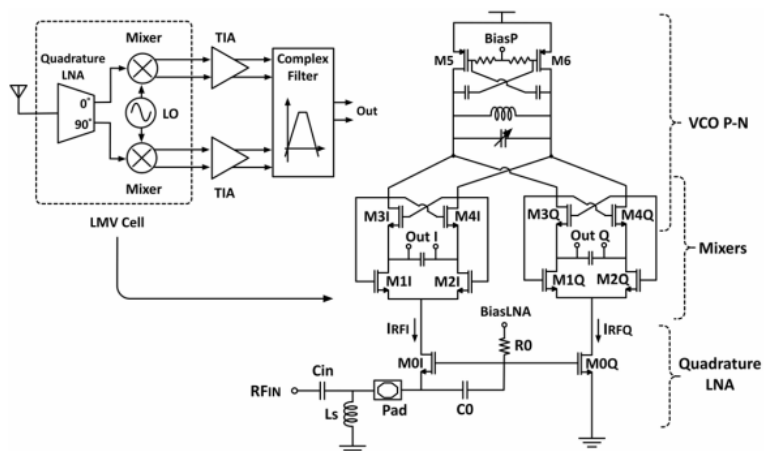 Mixer
TIA
Quadrature
LNA
0°
90°
LO
Mixer
TIA
Complex
Filter
Out
LMV Cell
BiasP
M5
M6
VCO P-N
M3I
M4I
M3Q
M4Q
Out I
Out Q
M1I
M2I
M1Q
M2Q
Mixers
IRFI
BiasLNA
IRFQ
R0
M0I
M0Q
Quadrature
LNA
Cin
RFIN
Ls
Pad
C0